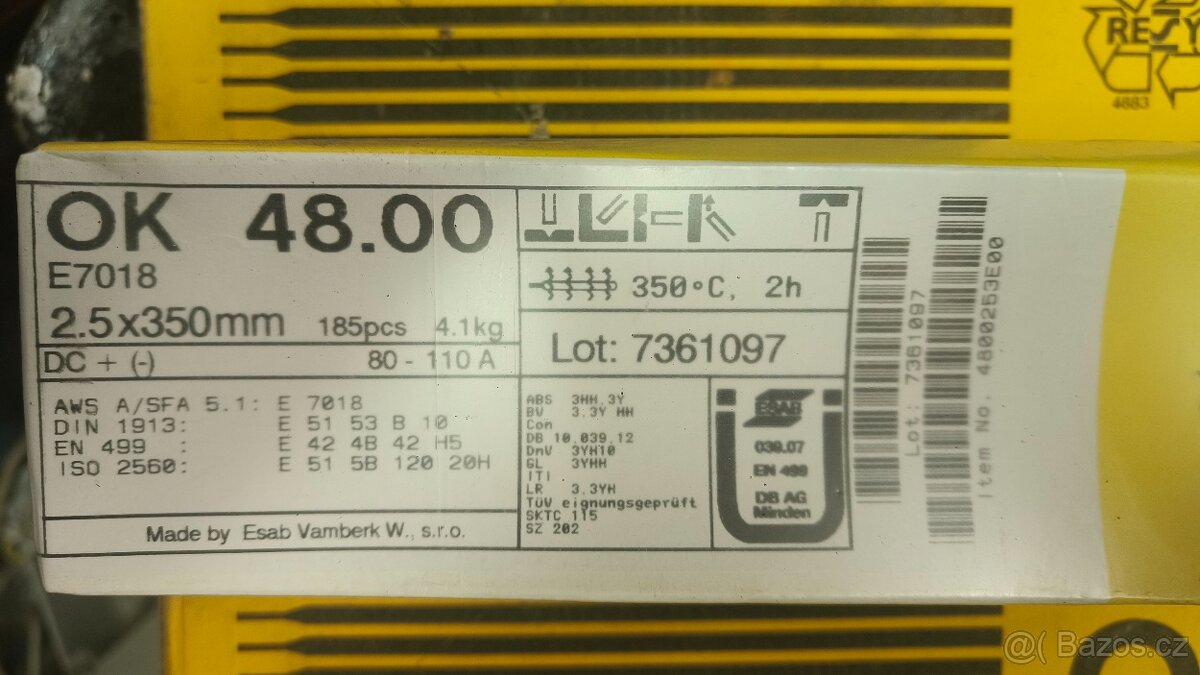 RESY
4883
OK 48.00
E7018
2.5x350mm 185pcs 4.1kg
DC + (-) 80 - 110 A
AWS A/SFA 5.1: E 7018
DIN 1913: E 51 53 B 10
EN 499 : E 42 4B 42 H5
ISO 2560: E 51 5B 120 20H
Made by Esab Vamberk W., s.r.o.
350°C, 2h
Lot: 7361097
ABS 3HH,3Y
BV 3.3Y HH
Con
DB 10.039.12
DnV 3YH10
GL 3YHH
ITI
LR 3.3YH
TüV eignungsgeprüft
SKTC 115
SZ 202
ESAB
039.07
EN 499
DB AG
Minden
Lot: 7361097
Item No. 4800253E00
@( Bazos.cz